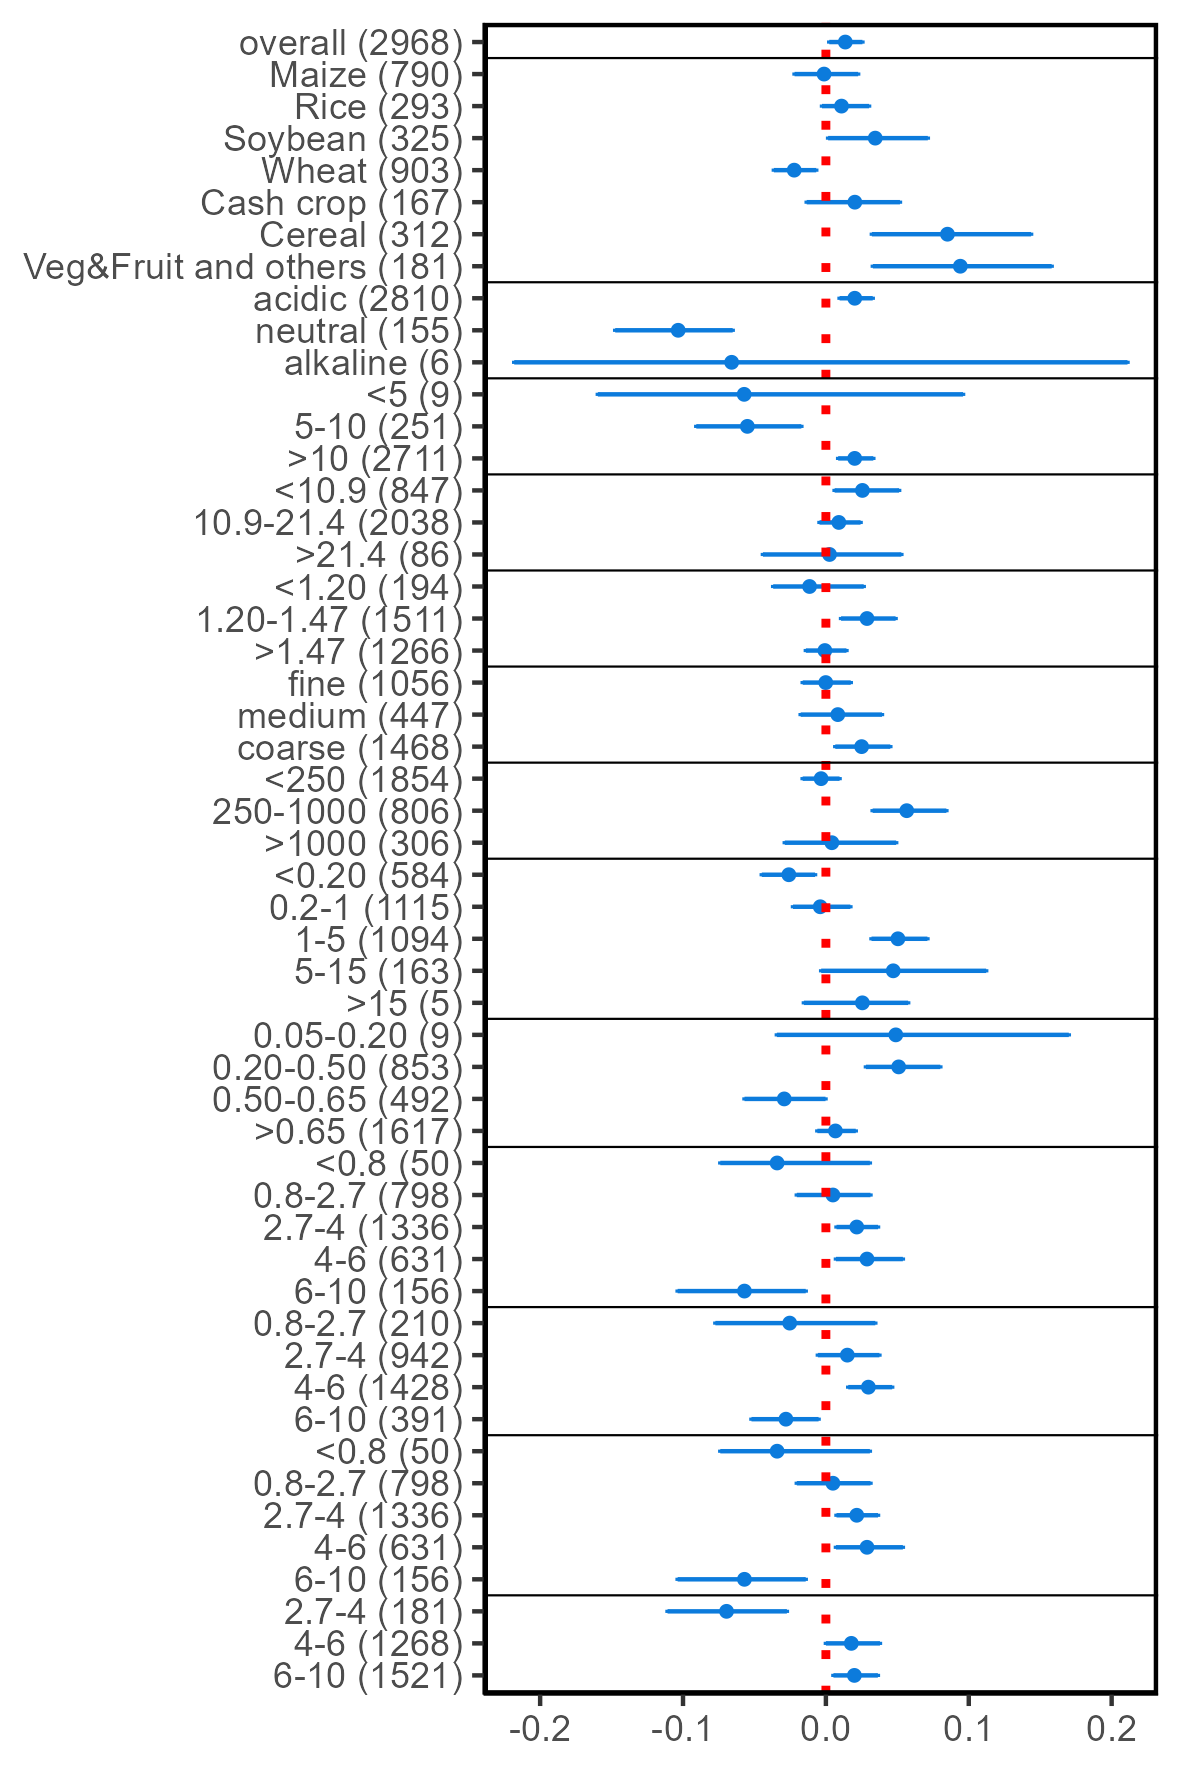 overall (2968)
Maize (790)
Rice (293)
Soybean (325)
Wheat (903)
Cash crop (167)
Cereal (312)
Veg&Fruit and others (181)
acidic (2810)
neutral (155)
alkaline (6)
<5 (9)
5-10 (251)
>10 (2711)
<10.9 (847)
10.9-21.4 (2038)
>21.4 (86)
<1.20 (194)
1.20-1.47 (1511)
>1.47 (1266)
fine (1056)
medium (447)
coarse (1468)
<250 (1854)
250-1000 (806)
>1000 (306)
<0.20 (584)
0.2-1 (1115)
1-5 (1094)
5-15 (163)
>15 (5)
0.05-0.20 (9)
0.20-0.50 (853)
0.50-0.65 (492)
>0.65 (1617)
<0.8 (50)
0.8-2.7 (798)
2.7-4 (1336)
4-6 (631)
6-10 (156)
0.8-2.7 (210)
2.7-4 (942)
4-6 (1428)
6-10 (391)
<0.8 (50)
0.8-2.7 (798)
2.7-4 (1336)
4-6 (631)
6-10 (156)
2.7-4 (181)
4-6 (1268)
6-10 (1521)
-0.2 -0.1 0.0 0.1 0.2